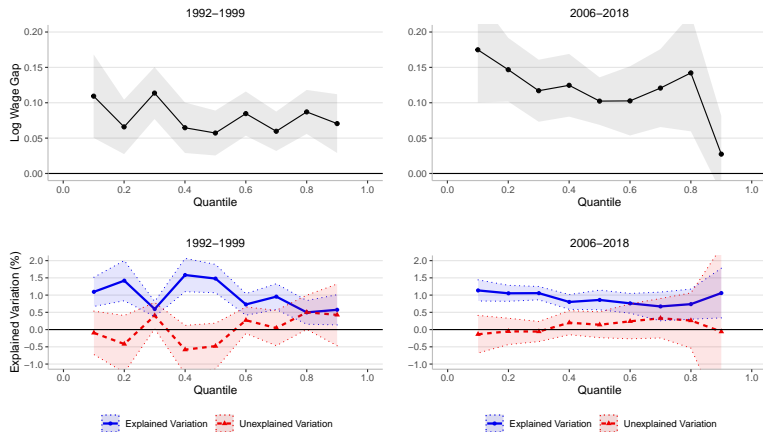 1992−1999
2006−2018
Log Wage Gap
0.20
0.15
0.10
0.05
0.00
0.0 0.2 0.4 0.6 0.8 1.0
Quantile
0.20
0.15
0.10
0.05
0.00
0.0 0.2 0.4 0.6 0.8 1.0
Quantile
1992−1999
2006−2018
Explained Variation (%)
2.0
1.5
1.0
0.5
0.0
−0.5
−1.0
0.0 0.2 0.4 0.6 0.8 1.0
Quantile
2.0
1.5
1.0
0.5
0.0
−0.5
−1.0
0.0 0.2 0.4 0.6 0.8 1.0
Quantile
Explained Variation Unexplained Variation
Explained Variation Unexplained Variation